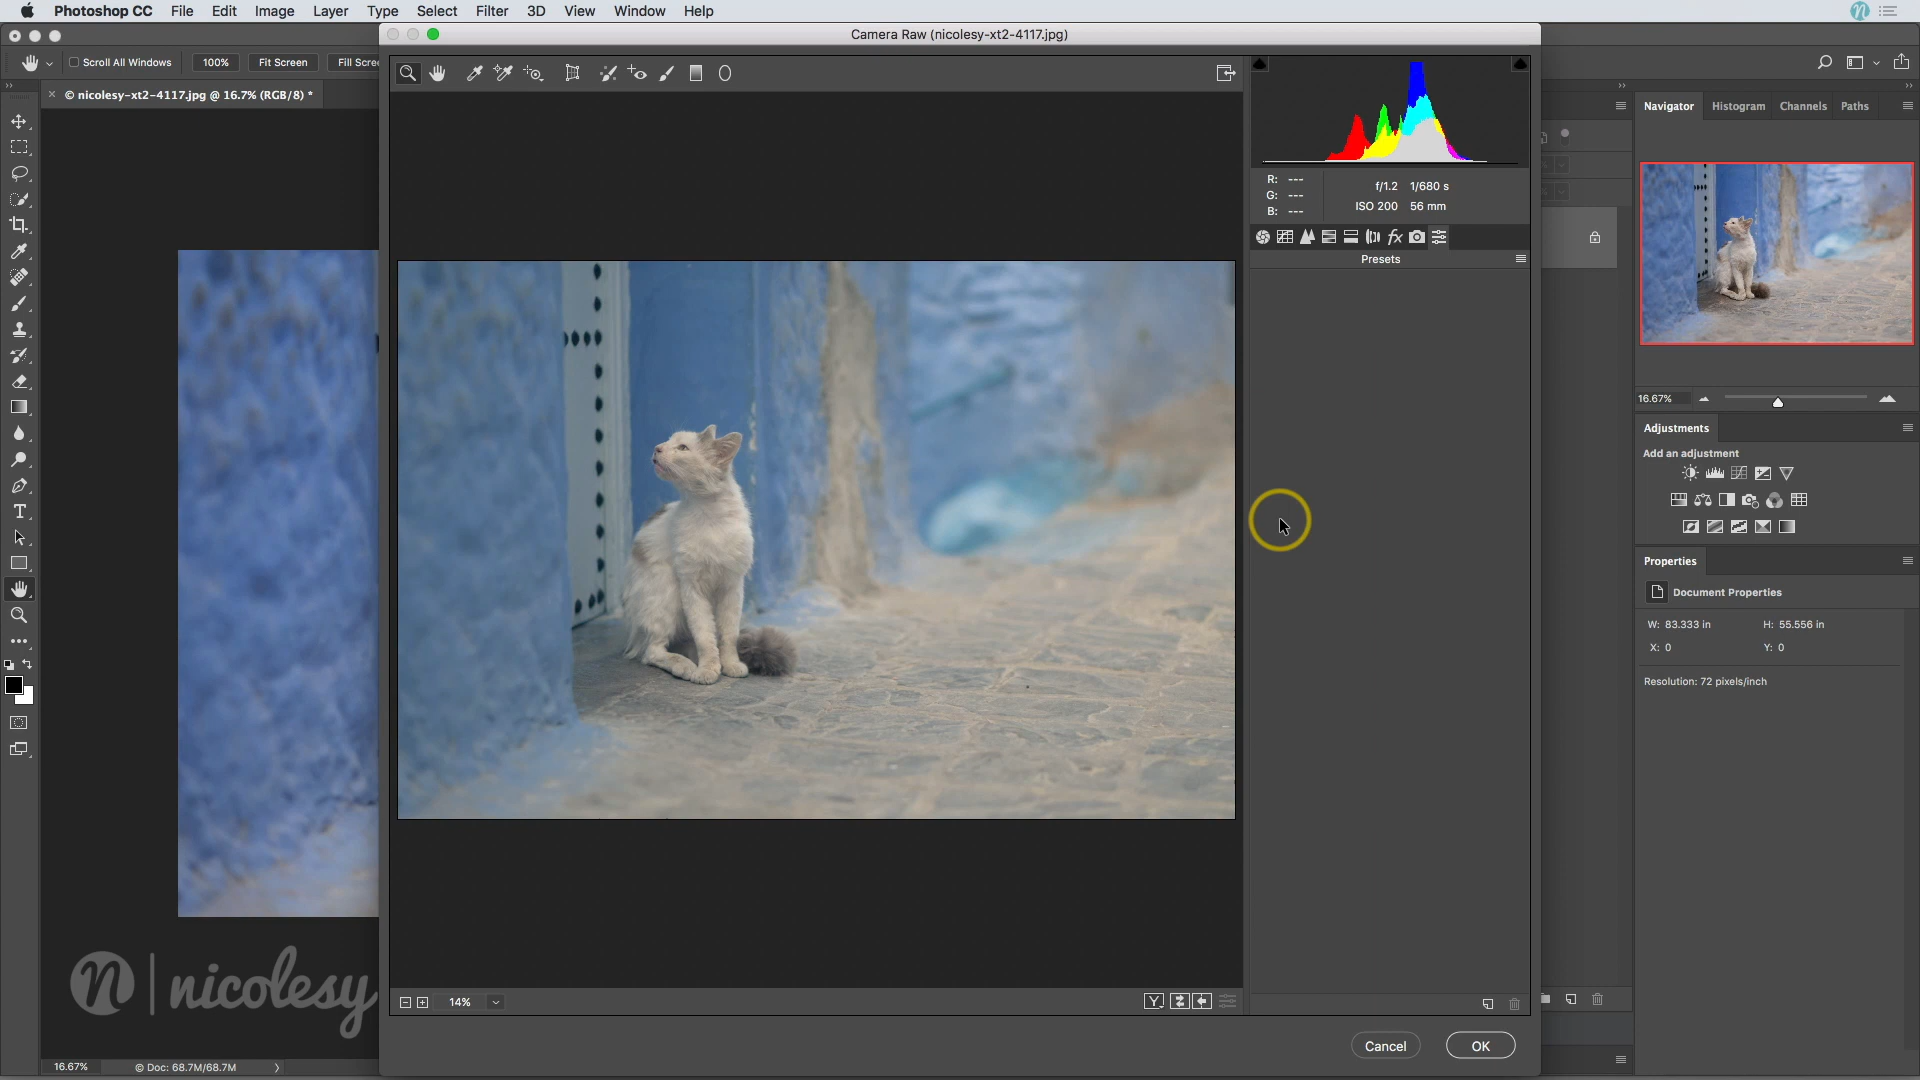 Photoshop CC File Edit Image Layer Type Select Filter 3D View Window Help
Camera Raw (nicolesy-xt2-4117.jpg)
Scroll All Windows 100% Fit Screen Fill Scre
© nicolesy-xt2-4117.jpg @ 16.7% (RGB/8) *
Navigator Histogram Channels Paths
R: ---
G: ---
B: ---
f/1.2 1/680 s
ISO 200 56 mm
Presets
16.67%
Adjustments
Add an adjustment
Properties
Document Properties
W: 83.333 in H: 55.556 in
X: 0 Y: 0
Resolution: 72 pixels/inch
n | nicolesy
14%
Y
Cancel OK
16.67% © Doc: 68.7M/68.7M